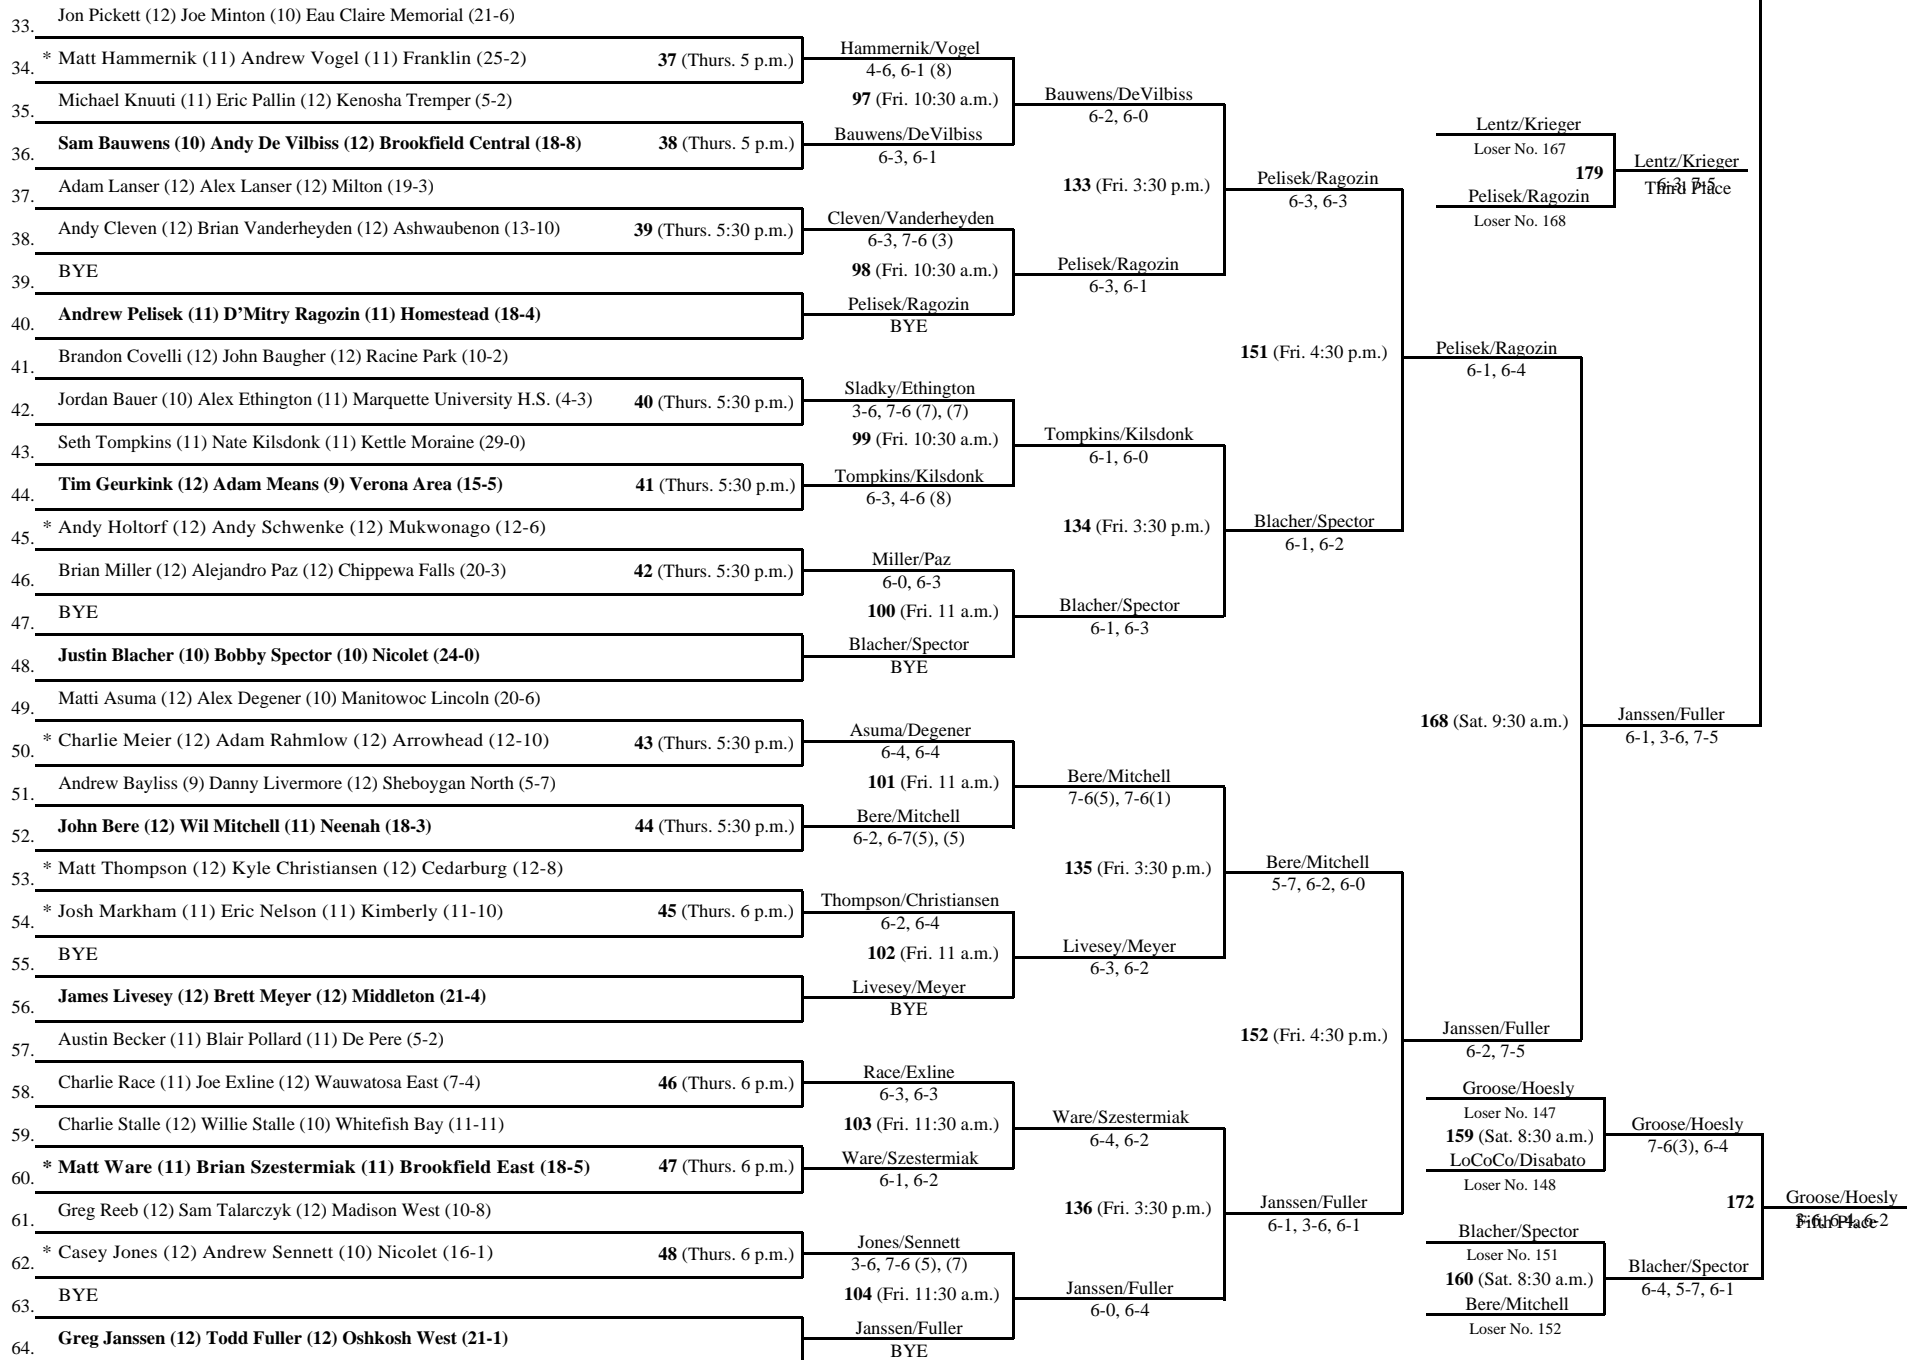 33. Jon Pickett (12) Joe Minton (10) Eau Claire Memorial (21-6)
34. * Matt Hammernik (11) Andrew Vogel (11) Franklin (25-2)
37 (Thurs. 5 p.m.)
35. Michael Knuuti (11) Eric Pallin (12) Kenosha Tremper (5-2)
36. Sam Bauwens (10) Andy De Vilbiss (12) Brookfield Central (18-8)
38 (Thurs. 5 p.m.)
37. Adam Lanser (12) Alex Lanser (12) Milton (19-3)
38. Andy Cleven (12) Brian Vanderheyden (12) Ashwaubenon (13-10)
39 (Thurs. 5:30 p.m.)
39. BYE
40. Andrew Pelisek (11) D’Mitry Ragozin (11) Homestead (18-4)
41. Brandon Covelli (12) John Baugher (12) Racine Park (10-2)
42. Jordan Bauer (10) Alex Ethington (11) Marquette University H.S. (4-3)
40 (Thurs. 5:30 p.m.)
43. Seth Tompkins (11) Nate Kilsdonk (11) Kettle Moraine (29-0)
44. Tim Geurkink (12) Adam Means (9) Verona Area (15-5)
41 (Thurs. 5:30 p.m.)
45. * Andy Holtorf (12) Andy Schwenke (12) Mukwonago (12-6)
46. Brian Miller (12) Alejandro Paz (12) Chippewa Falls (20-3)
42 (Thurs. 5:30 p.m.)
47. BYE
48. Justin Blacher (10) Bobby Spector (10) Nicolet (24-0)
49. Matti Asuma (12) Alex Degener (10) Manitowoc Lincoln (20-6)
50. * Charlie Meier (12) Adam Rahmlow (12) Arrowhead (12-10)
43 (Thurs. 5:30 p.m.)
51. Andrew Bayliss (9) Danny Livermore (12) Sheboygan North (5-7)
52. John Bere (12) Wil Mitchell (11) Neenah (18-3)
44 (Thurs. 5:30 p.m.)
53. * Matt Thompson (12) Kyle Christiansen (12) Cedarburg (12-8)
54. * Josh Markham (11) Eric Nelson (11) Kimberly (11-10)
45 (Thurs. 6 p.m.)
55. BYE
56. James Livesey (12) Brett Meyer (12) Middleton (21-4)
57. Austin Becker (11) Blair Pollard (11) De Pere (5-2)
58. Charlie Race (11) Joe Exline (12) Wauwatosa East (7-4)
46 (Thurs. 6 p.m.)
59. Charlie Stalle (12) Willie Stalle (10) Whitefish Bay (11-11)
60. * Matt Ware (11) Brian Szestermiak (11) Brookfield East (18-5)
47 (Thurs. 6 p.m.)
61. Greg Reeb (12) Sam Talarczyk (12) Madison West (10-8)
62. * Casey Jones (12) Andrew Sennett (10) Nicolet (16-1)
48 (Thurs. 6 p.m.)
63. BYE
64. Greg Janssen (12) Todd Fuller (12) Oshkosh West (21-1)
Hammernik/Vogel
4-6, 6-1 (8)
97 (Fri. 10:30 a.m.)
Bauwens/DeVilbiss
6-3, 6-1
Cleven/Vanderheyden
6-3, 7-6 (3)
98 (Fri. 10:30 a.m.)
Pelisek/Ragozin
BYE
Sladky/Ethington
3-6, 7-6 (7), (7)
99 (Fri. 10:30 a.m.)
Tompkins/Kilsdonk
6-3, 4-6 (8)
Miller/Paz
6-0, 6-3
100 (Fri. 11 a.m.)
Blacher/Spector
BYE
Asuma/Degener
6-4, 6-4
101 (Fri. 11 a.m.)
Bere/Mitchell
6-2, 6-7(5), (5)
Thompson/Christiansen
6-2, 6-4
102 (Fri. 11 a.m.)
Livesey/Meyer
BYE
Race/Exline
6-3, 6-3
103 (Fri. 11:30 a.m.)
Ware/Szestermiak
6-1, 6-2
Jones/Sennett
3-6, 7-6 (5), (7)
104 (Fri. 11:30 a.m.)
Janssen/Fuller
BYE
Bauwens/DeVilbiss
6-2, 6-0
133 (Fri. 3:30 p.m.)
Pelisek/Ragozin
6-3, 6-1
Tompkins/Kilsdonk
6-1, 6-0
134 (Fri. 3:30 p.m.)
Blacher/Spector
6-1, 6-3
Bere/Mitchell
7-6(5), 7-6(1)
135 (Fri. 3:30 p.m.)
Livesey/Meyer
6-3, 6-2
Ware/Szestermiak
6-4, 6-2
136 (Fri. 3:30 p.m.)
Janssen/Fuller
6-0, 6-4
Pelisek/Ragozin
6-3, 6-3
151 (Fri. 4:30 p.m.)
Blacher/Spector
6-1, 6-2
Bere/Mitchell
5-7, 6-2, 6-0
152 (Fri. 4:30 p.m.)
Janssen/Fuller
6-1, 3-6, 6-1
Pelisek/Ragozin
6-1, 6-4
168 (Sat. 9:30 a.m.)
Janssen/Fuller
6-2, 7-5
Janssen/Fuller
6-1, 3-6, 7-5
Lentz/Krieger
Loser No. 167
179
Pelisek/Ragozin
Loser No. 168
Lentz/Krieger
6-3, 7-5
Third Place
Groose/Hoesly
Loser No. 147
159 (Sat. 8:30 a.m.)
LoCoCo/Disabato
Loser No. 148
Groose/Hoesly
7-6(3), 6-4
172
Blacher/Spector
Loser No. 151
160 (Sat. 8:30 a.m.)
Bere/Mitchell
Loser No. 152
Blacher/Spector
6-4, 5-7, 6-1
Groose/Hoesly
3-6, 6-4, 6-2
Fifth Place